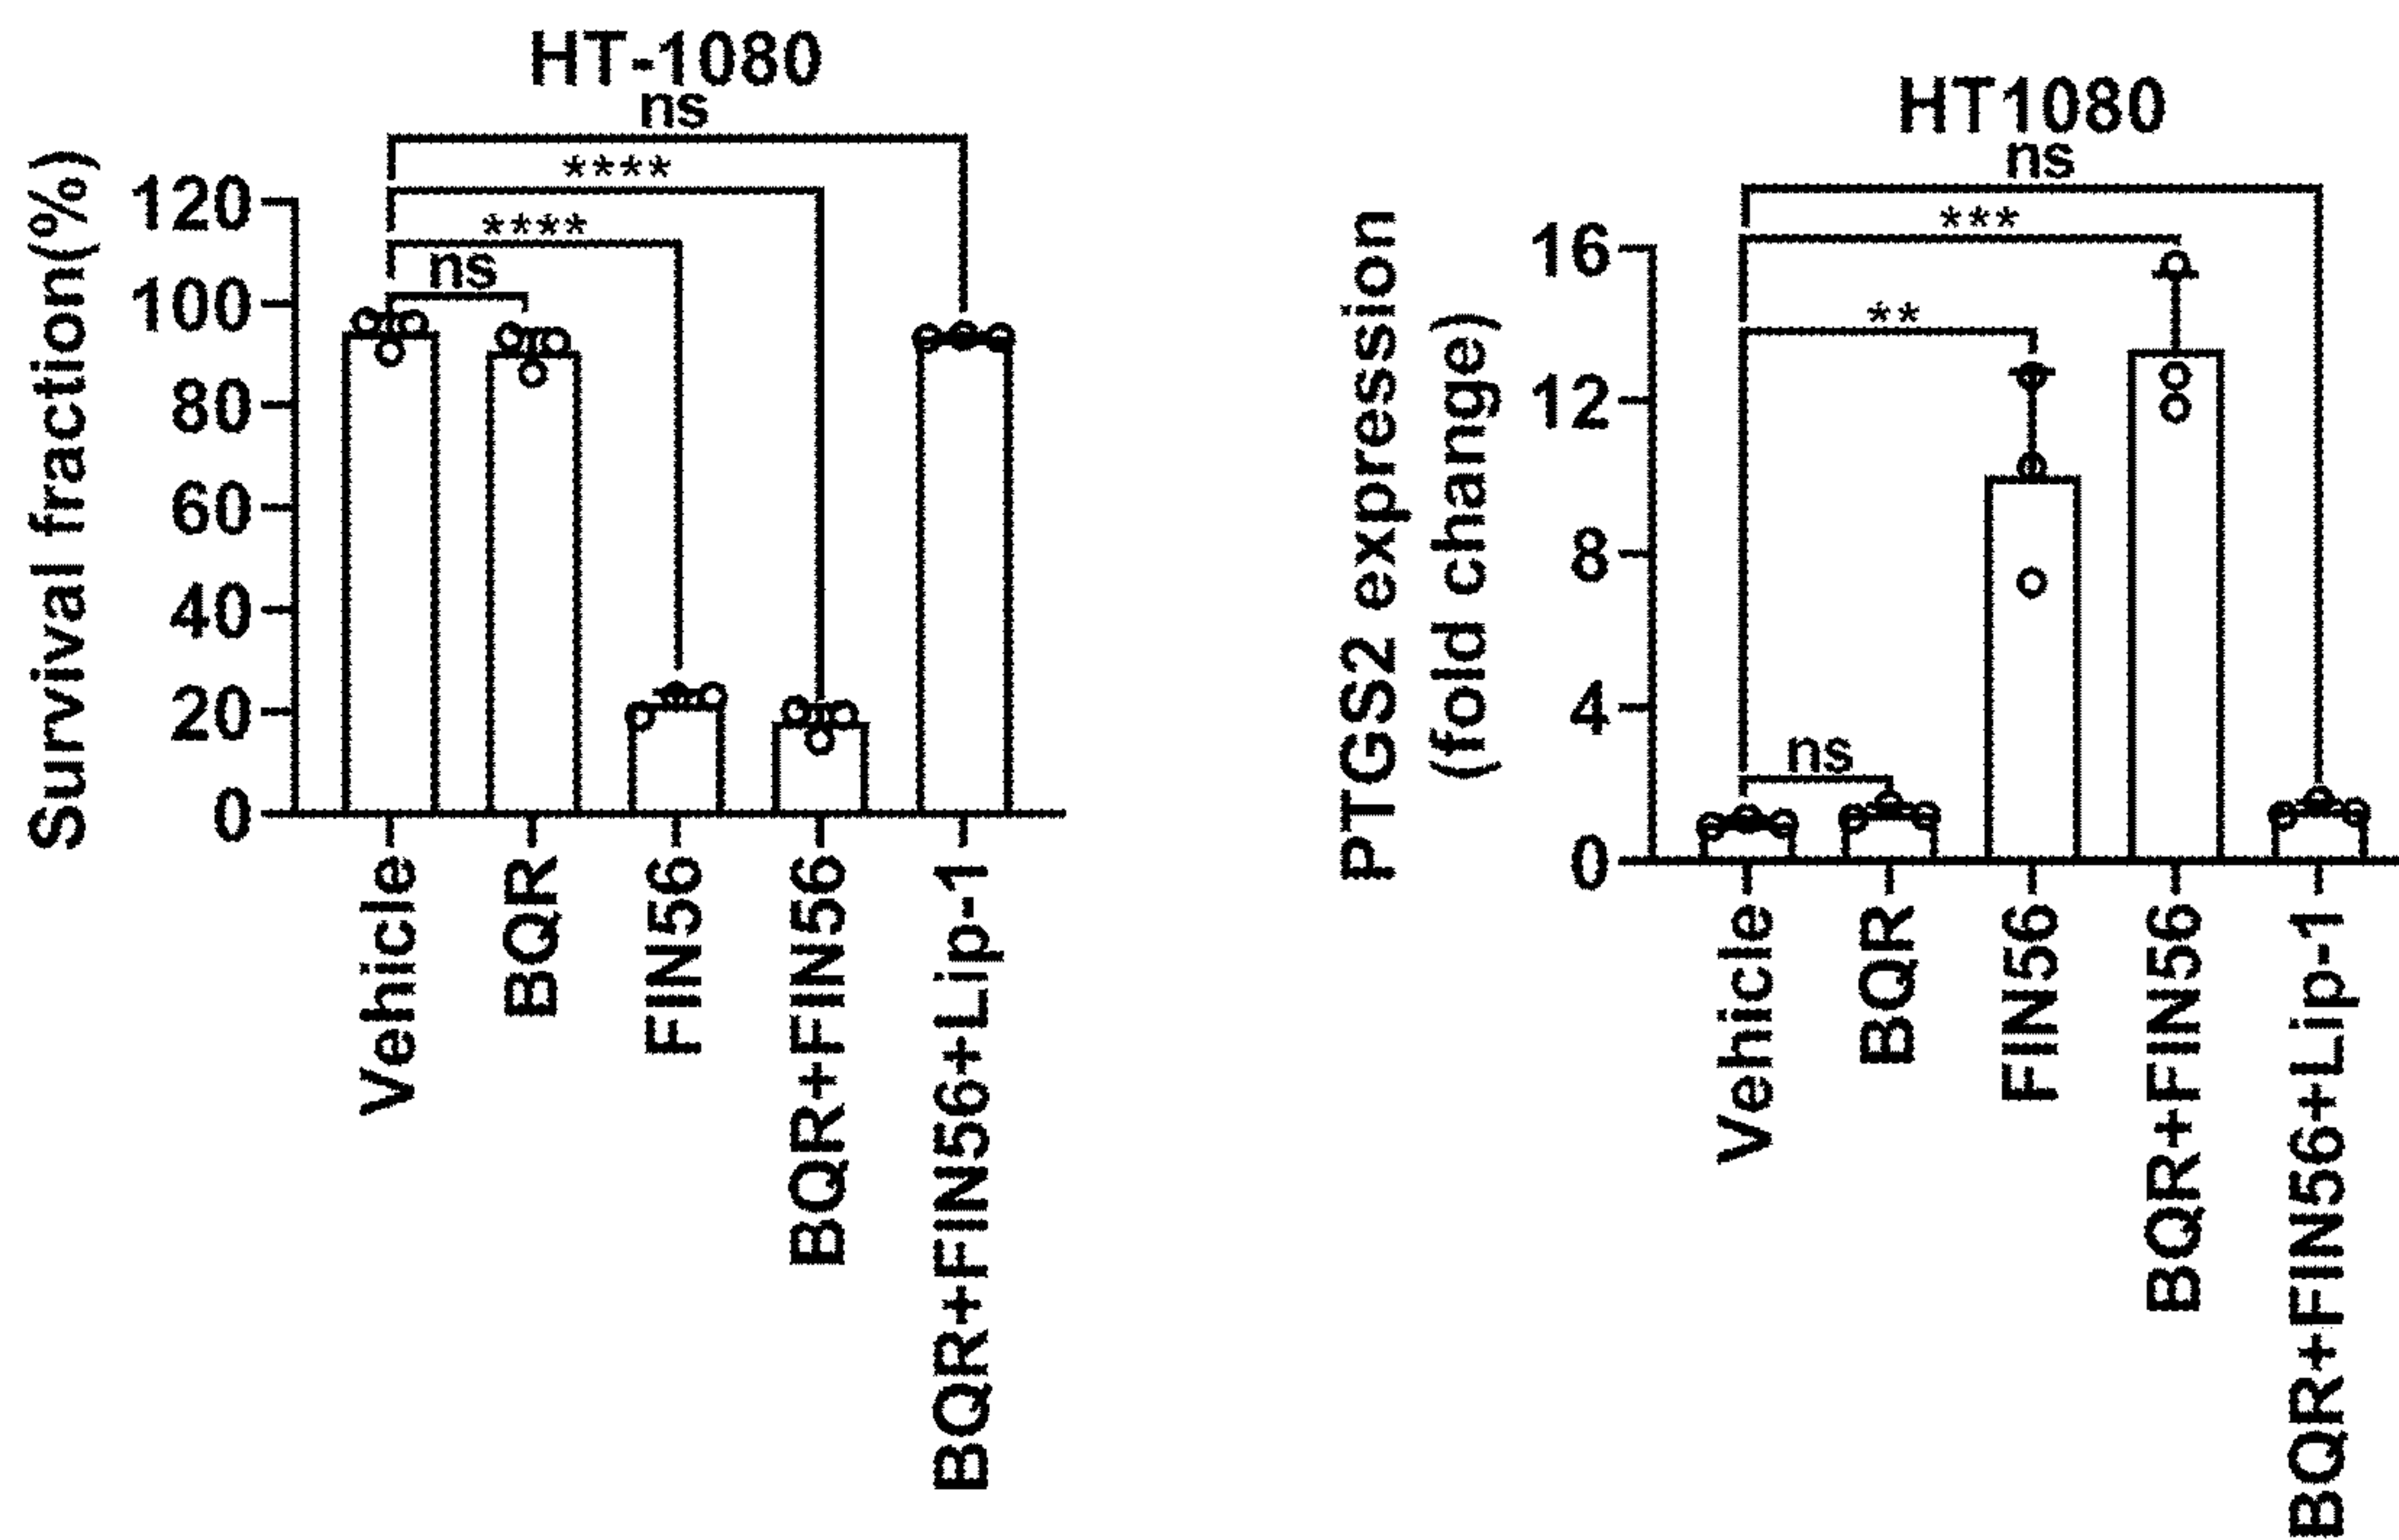 HT-1080
ns
****
****
ns
Survival fraction(%)
120
100
80
60
40
20
0
Vehicle
BQR
FIN56
BQR+FIN56
BQR+FIN56+Lip-1
HT1080
ns
***
**
ns
PTGS2 expression
(fold change)
16
12
8
4
0
Vehicle
BQR
FIN56
BQR+FIN56
BQR+FIN56+Lip-1